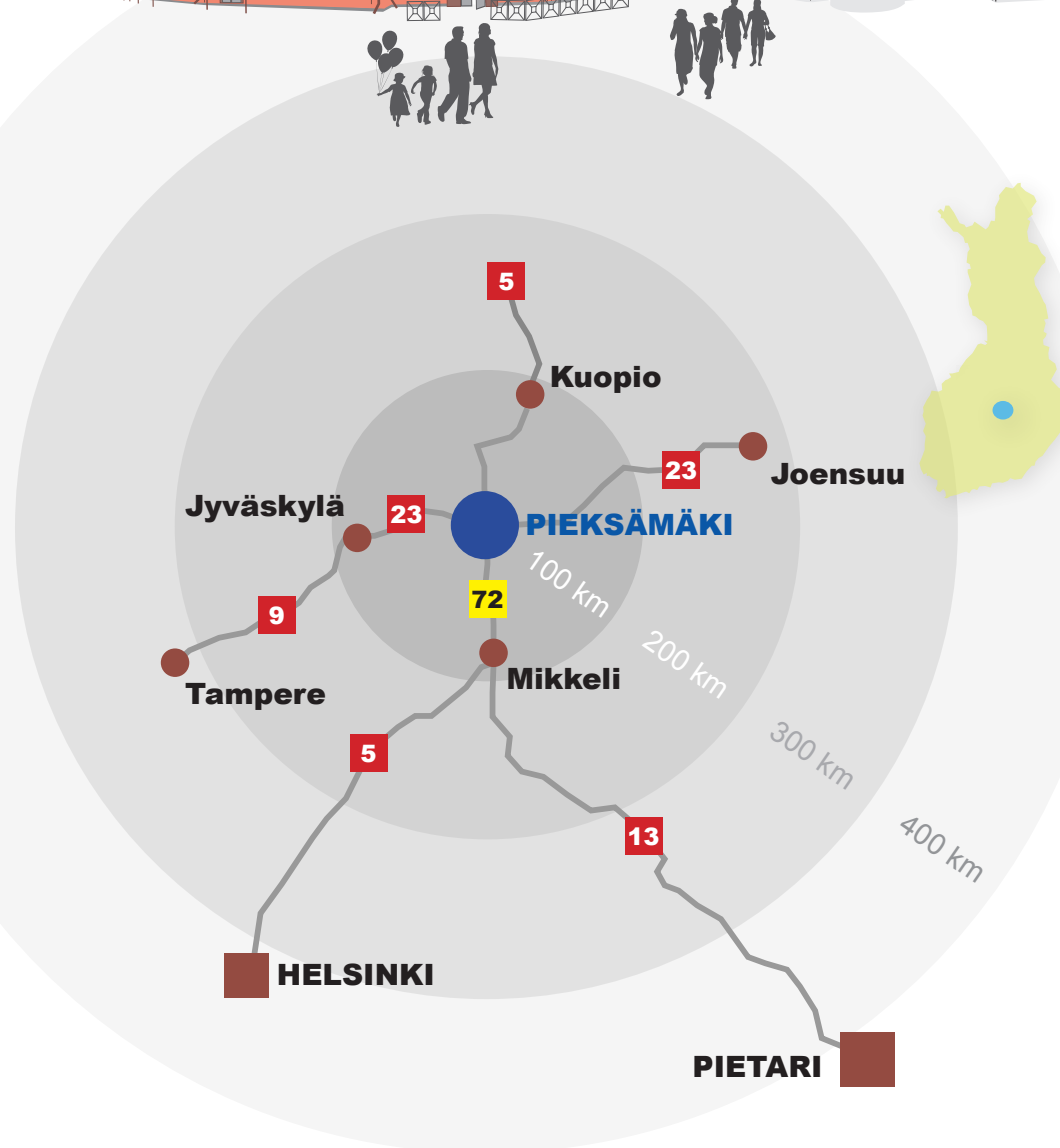 5
Kuopio
23
Joensuu
Jyväskylä
23
PIEKSÄMÄKI
100 km
72
9
200 km
Mikkeli
Tampere
5
300 km
13
400 km
HELSINKI
PIETARI